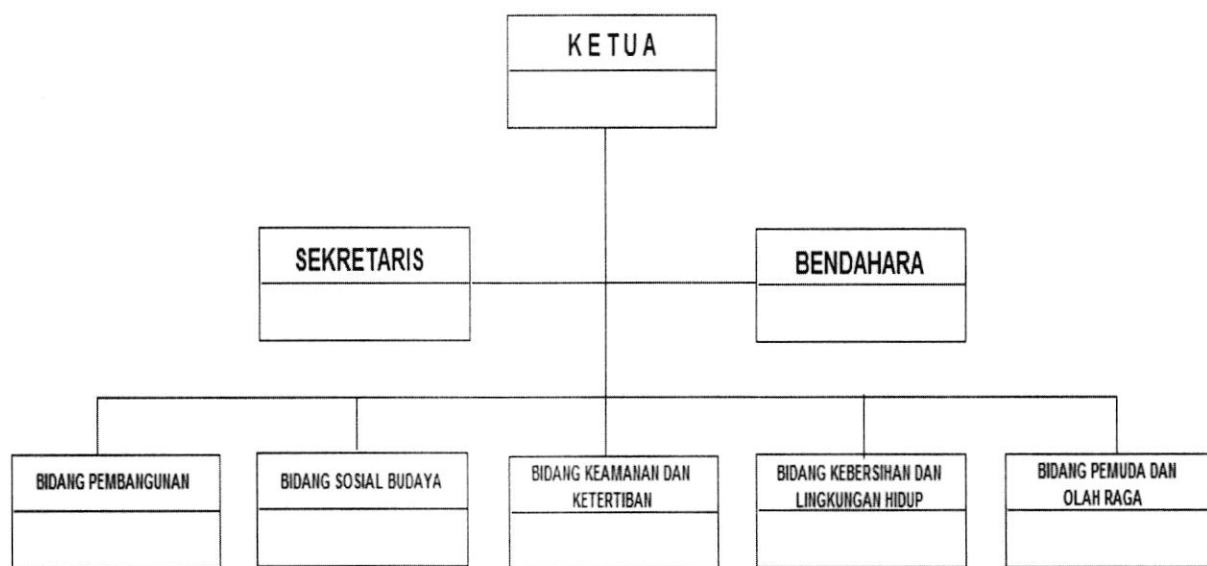 KETUA
SEKRETARIS
BENDAHARA
BIDANG PEMBANGUNAN
BIDANG SOSIAL BUDAYA
BIDANG KEAMANAN DAN
KETERTIBAN
BIDANG KEBERSIHAN DAN
LINGKUNGAN HIDUP
BIDANG PEMUDA DAN
OLAH RAGA